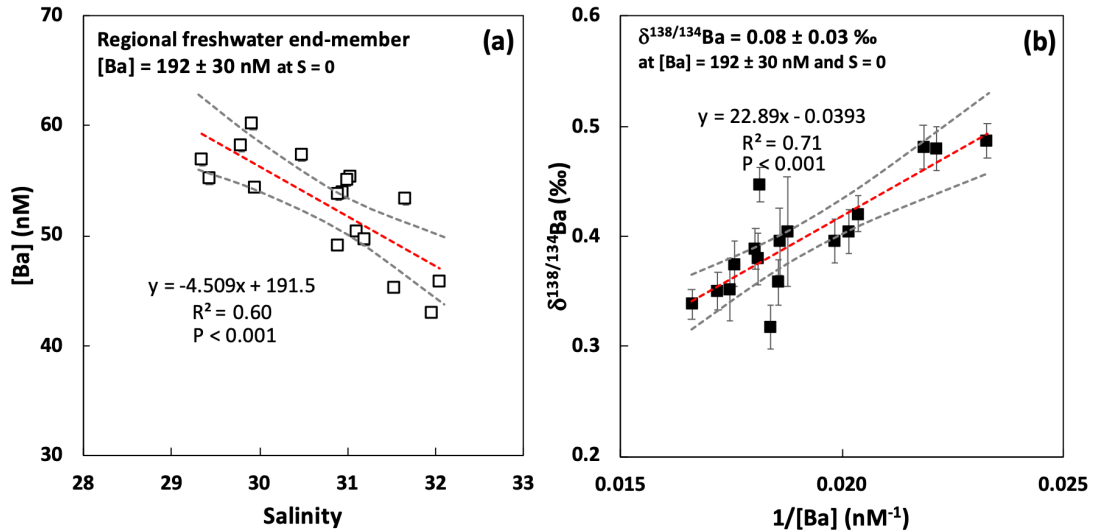 (a)
Regional freshwater end-member
[Ba] = 192 ± 30 nM at S = 0
y = -4.509x + 191.5
R² = 0.60
P < 0.001
[Ba] (nM)
70
60
50
40
30
28
29
30
31
32
33
Salinity
(b)
δ¹³⁸/¹³⁴Ba = 0.08 ± 0.03 ‰
at [Ba] = 192 ± 30 nM and S = 0
y = 22.89x - 0.0393
R² = 0.71
P < 0.001
δ¹³⁸/¹³⁴Ba (‰)
0.6
0.5
0.4
0.3
0.2
0.015
0.020
0.025
1/[Ba] (nM⁻¹)